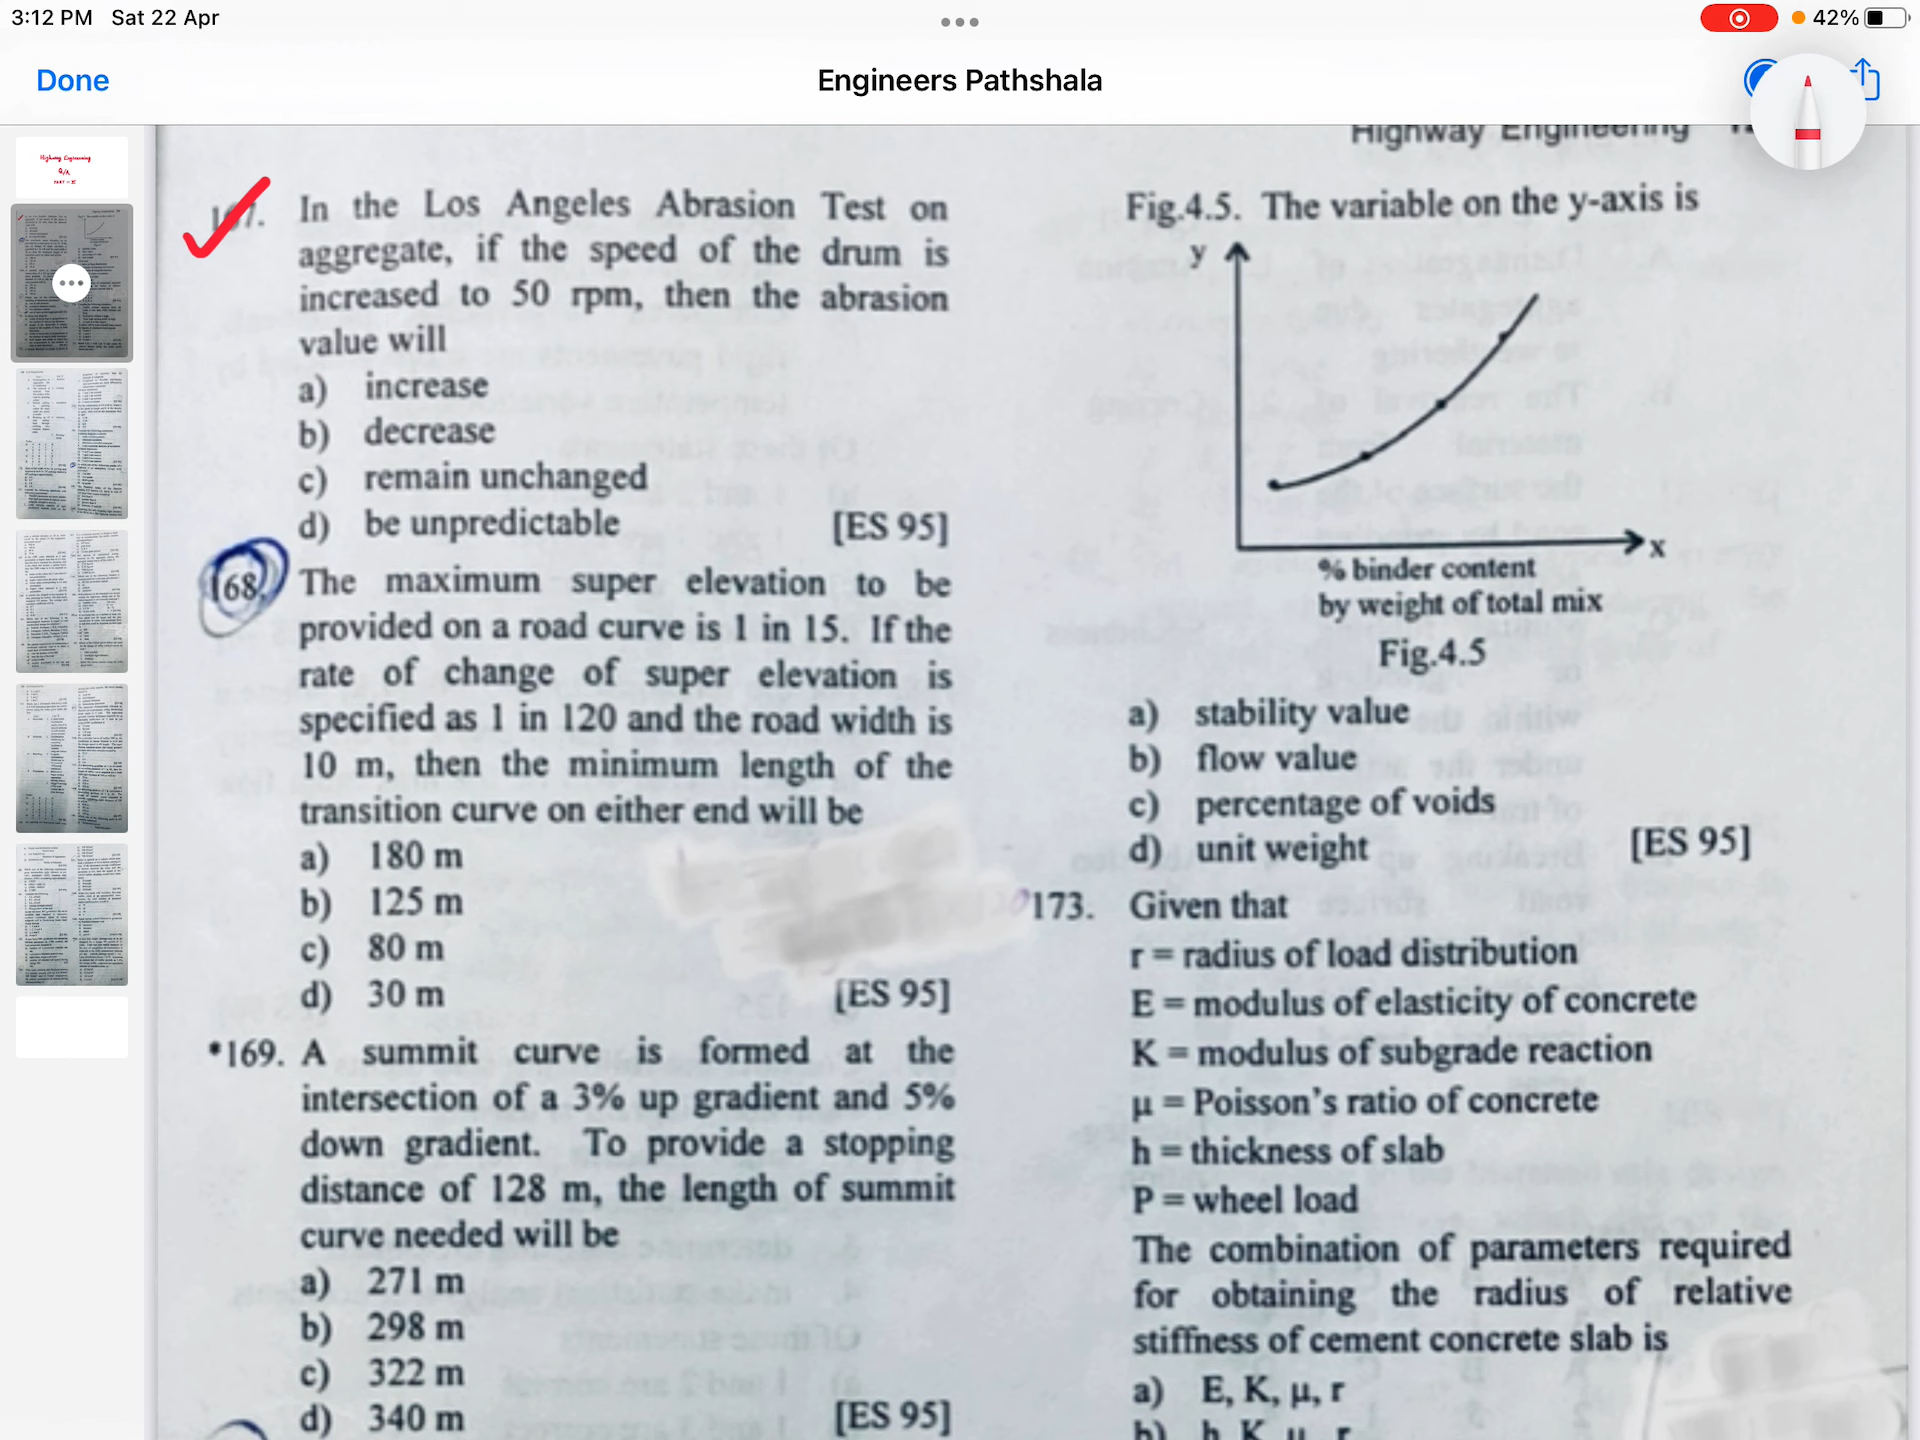 3:12 PM Sat 22 Apr
42%
Done
Engineers Pathshala
Highway Engineering
167. In the Los Angeles Abrasion Test on
aggregate, if the speed of the drum is
increased to 50 rpm, then the abrasion
value will
a) increase
b) decrease
c) remain unchanged
d) be unpredictable [ES 95]
168. The maximum super elevation to be
provided on a road curve is 1 in 15. If the
rate of change of super elevation is
specified as 1 in 120 and the road width is
10 m, then the minimum length of the
transition curve on either end will be
a) 180 m
b) 125 m
c) 80 m
d) 30 m [ES 95]
*169. A summit curve is formed at the
intersection of a 3% up gradient and 5%
down gradient. To provide a stopping
distance of 128 m, the length of summit
curve needed will be
a) 271 m
b) 298 m
c) 322 m
d) 340 m [ES 95]
Fig.4.5. The variable on the y-axis is
y
x
% binder content
by weight of total mix
Fig.4.5
a) stability value
b) flow value
c) percentage of voids
d) unit weight [ES 95]
173. Given that
r = radius of load distribution
E = modulus of elasticity of concrete
K = modulus of subgrade reaction
μ = Poisson's ratio of concrete
h = thickness of slab
P = wheel load
The combination of parameters required
for obtaining the radius of relative
stiffness of cement concrete slab is
a) E, K, μ, r
b) h, K, μ, r